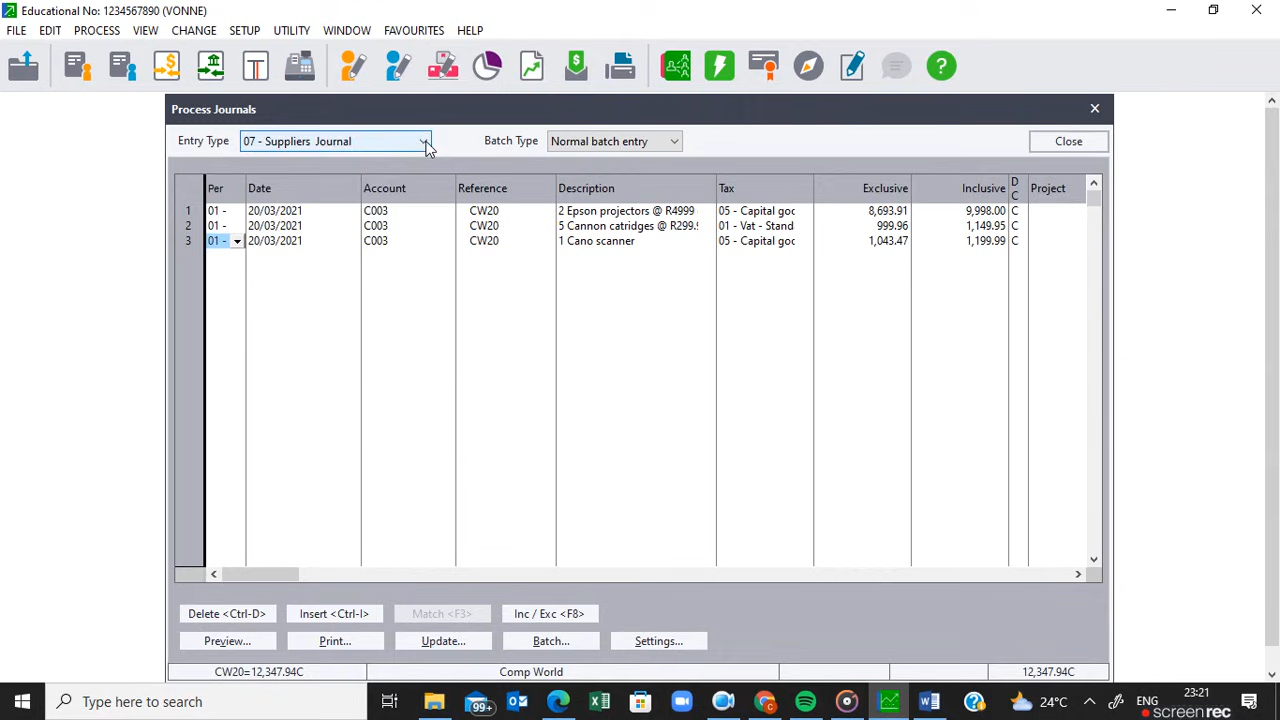 Educational No: 1234567890 (VONNE)
FILE EDIT PROCESS VIEW CHANGE SETUP UTILITY WINDOW FAVOURITES HELP
Process Journals
Entry Type 07 - Suppliers Journal Batch Type Normal batch entry Close
Per Date Account Reference Description Tax Exclusive Inclusive D C Project
1 01 - 20/03/2021 C003 CW20 2 Epson projectors @ R4999 05 - Capital goc 8,693.91 9,998.00 C
2 01 - 20/03/2021 C003 CW20 5 Cannon catridges @ R299.9 01 - Vat - Stand 999.96 1,149.95 C
3 01 - 20/03/2021 C003 CW20 1 Cano scanner 05 - Capital goc 1,043.47 1,199.99 C
Delete <Ctrl-D> Insert <Ctrl-I> Match <F3> Inc / Exc <F8>
Preview... Print... Update... Batch... Settings...
CW20=12,347.94C Comp World 12,347.94C
Type here to search 99+ 24°C ENG 23:21
screenrec